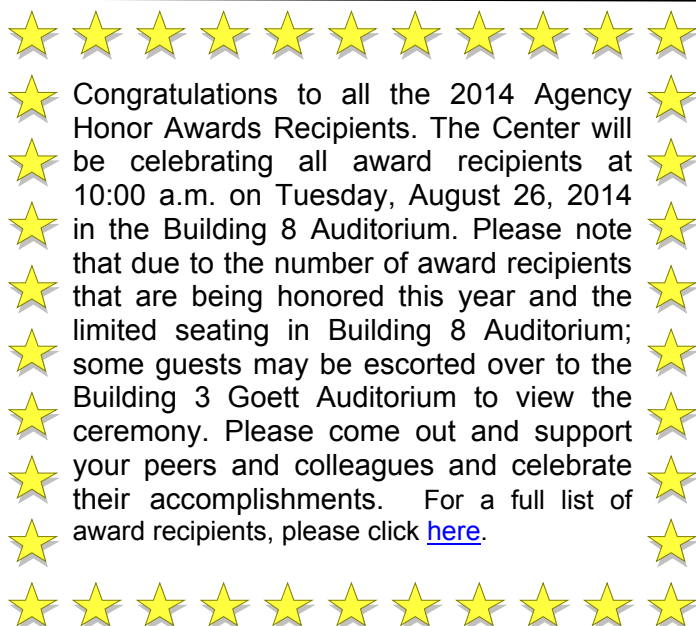 Congratulations to all the 2014 Agency
Honor Awards Recipients. The Center will
be celebrating all award recipients at
10:00 a.m. on Tuesday, August 26, 2014
in the Building 8 Auditorium. Please note
that due to the number of award recipients
that are being honored this year and the
limited seating in Building 8 Auditorium;
some guests may be escorted over to the
Building 3 Goett Auditorium to view the
ceremony. Please come out and support
your peers and colleagues and celebrate
their accomplishments. For a full list of
award recipients, please click here.